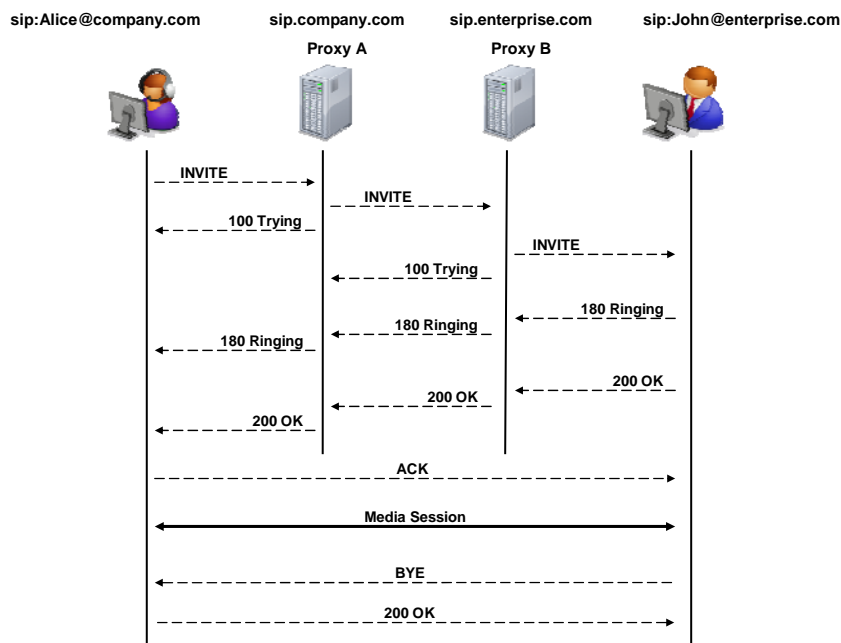 sip:Alice@company.com sip.company.com sip.enterprise.com sip:John@enterprise.com
Proxy A Proxy B
INVITE
INVITE
100 Trying
INVITE
100 Trying
180 Ringing
180 Ringing
180 Ringing
200 OK
200 OK
200 OK
ACK
Media Session
BYE
200 OK